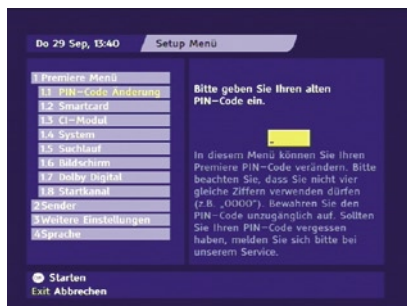 Do 29 Sep, 13:40 Setup Menü
1 Premiere Menü
1.1 PIN-Code Änderung
1.2 Smartcard
1.3 CI-Modul
1.4 System
1.5 Suchlauf
1.6 Bildschirm
1.7 Dolby Digital
1.8 Startkanal
2 Sender
3 Weitere Einstellungen
4 Sprache
Bitte geben Sie Ihren alten
PIN-Code ein.
In diesem Menü können Sie Ihren
Premiere PIN-Code verändern. Bitte
beachten Sie, dass Sie nicht vier
gleiche Ziffern verwenden dürfen
(z.B. „0000"). Bewahren Sie den
PIN-Code unzugänglich auf. Sollten
Sie Ihren PIN-Code vergessen
haben, melden Sie sich bitte bei
unserem Service.
Starten
Exit Abbrechen